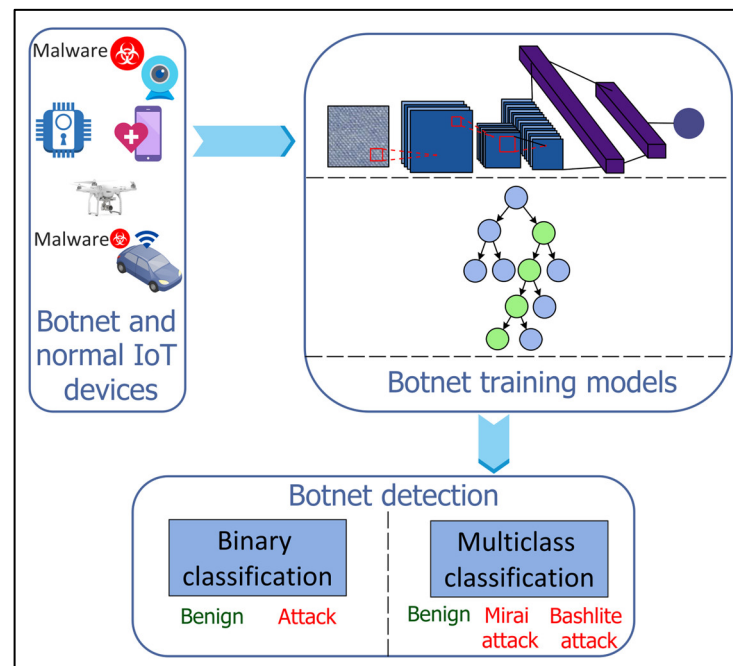 Malware
Malware
Botnet and
normal IoT
devices
Botnet training models
Botnet detection
Binary
classification
Benign Attack
Multiclass
classification
Benign Mirai
attack
Bashlite
attack